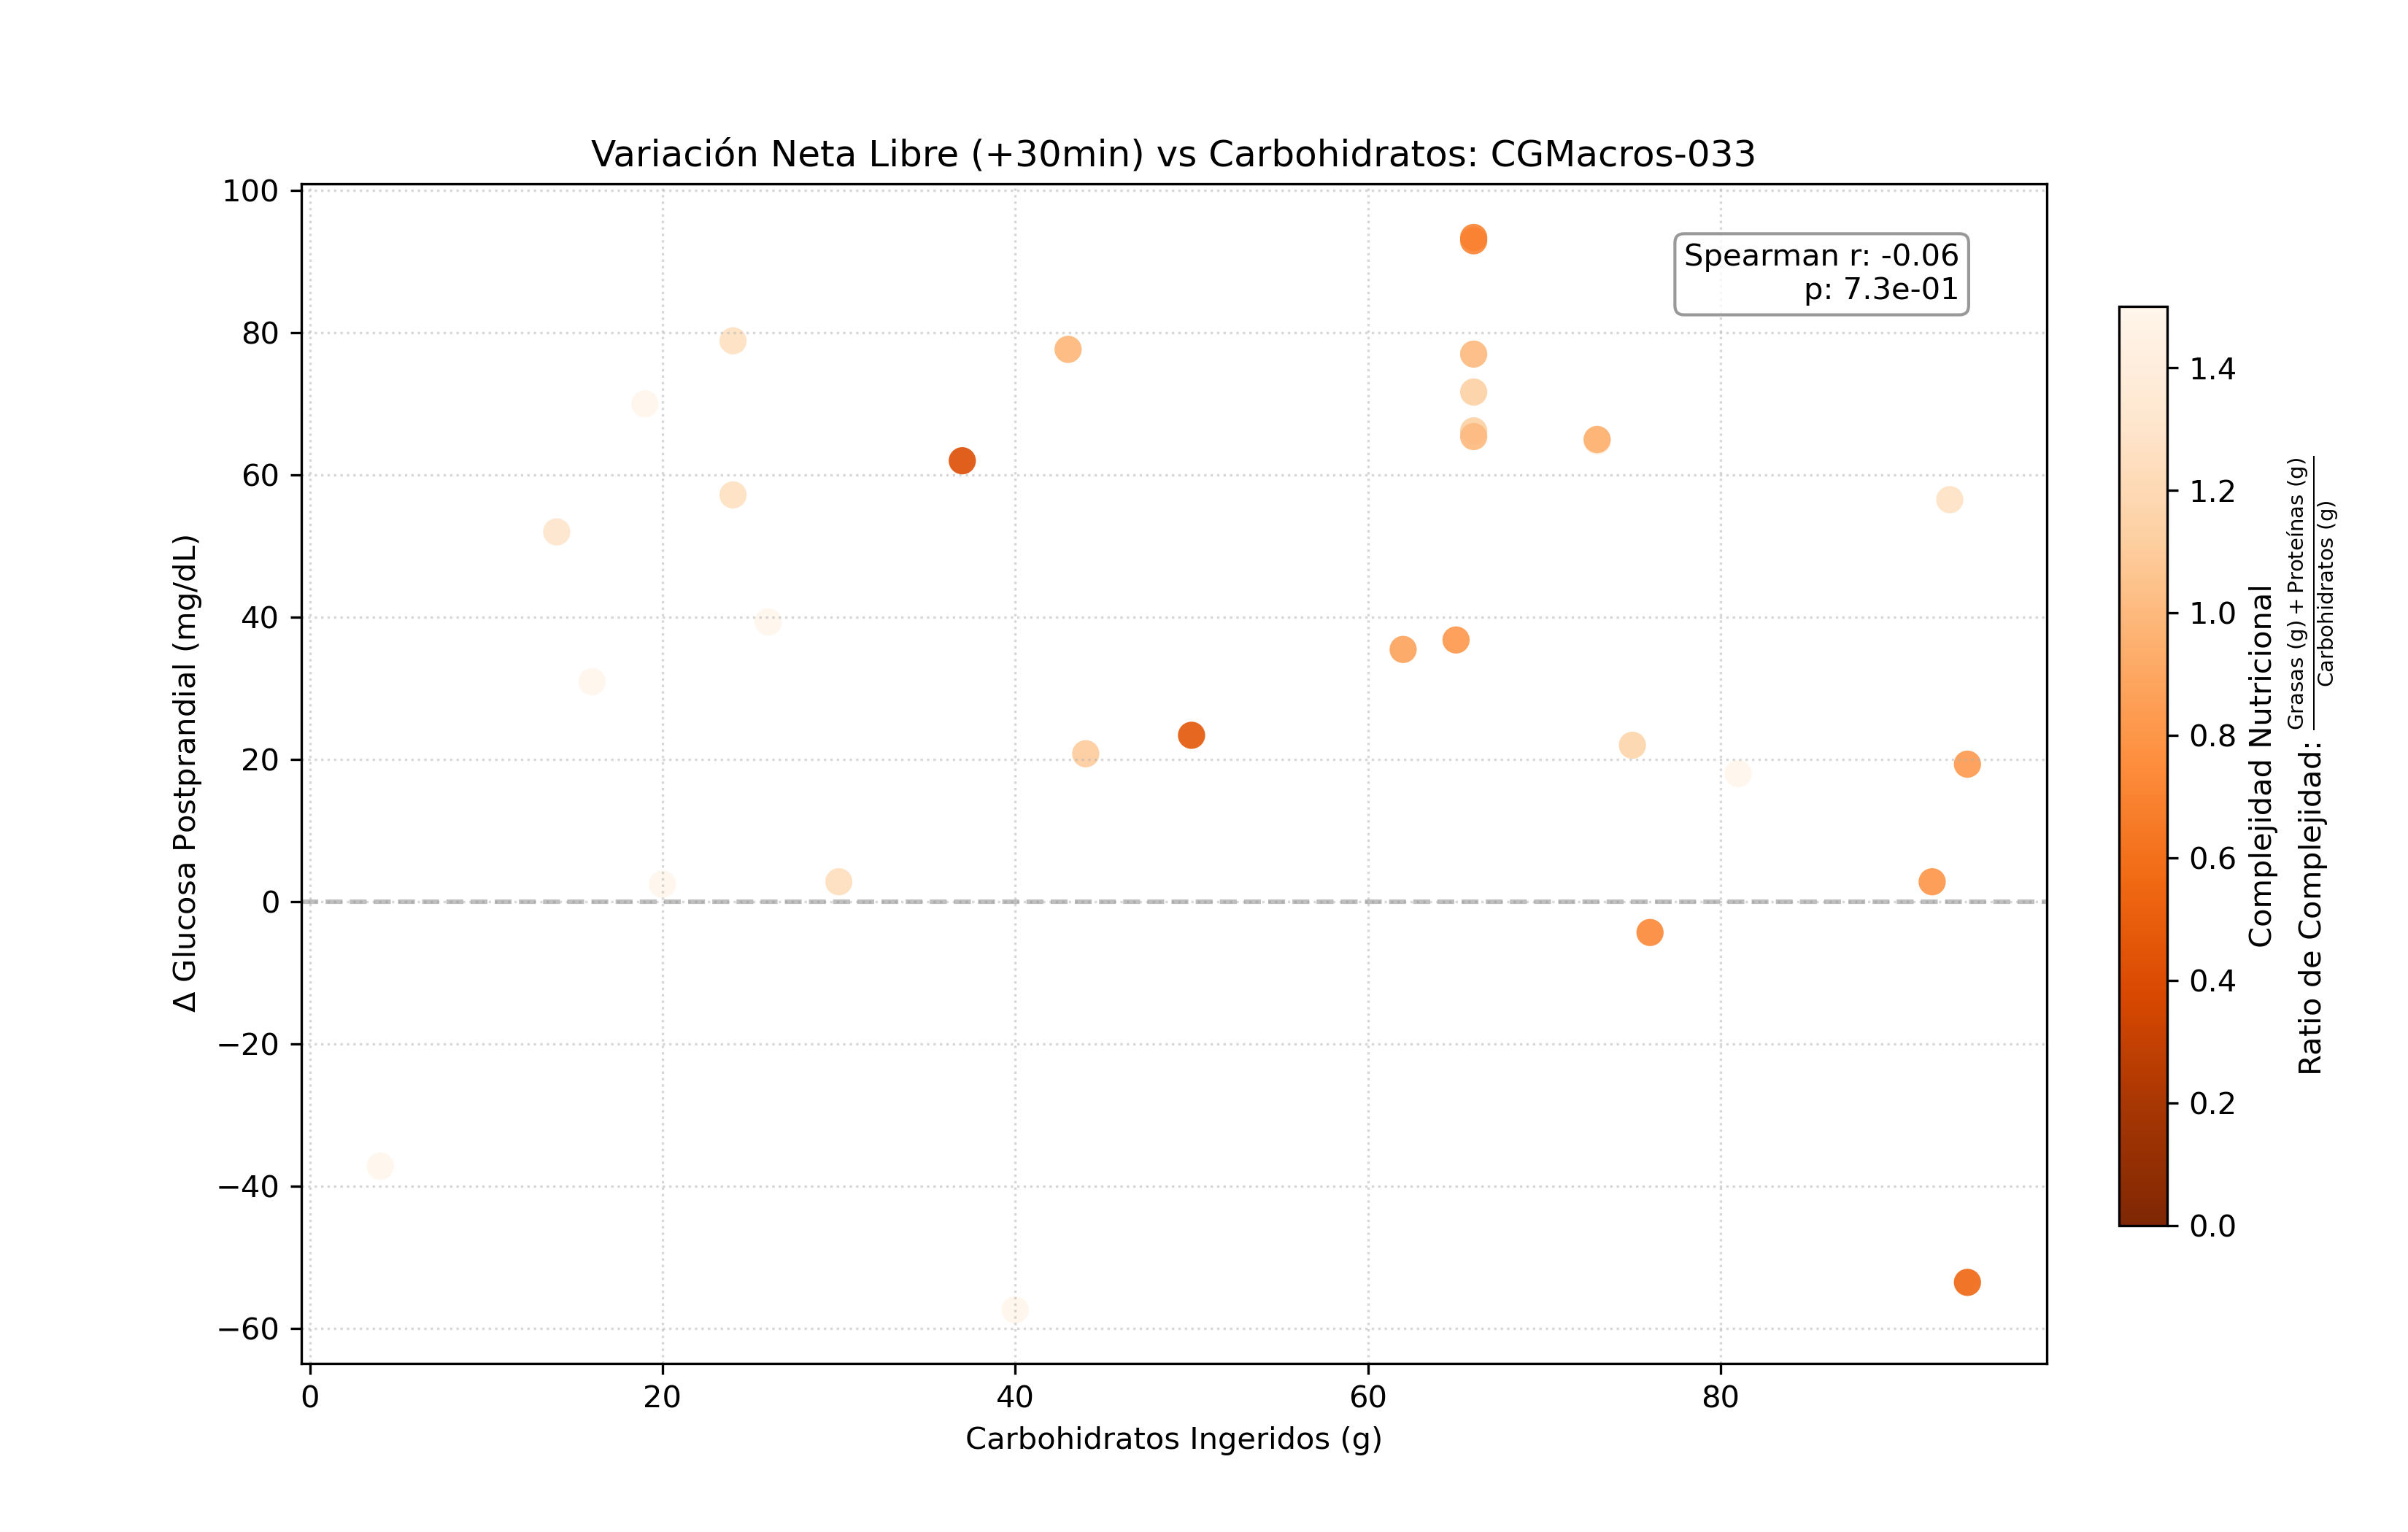 Variación Neta Libre (+30min) vs Carbohidratos: CGMacros-033
Spearman r: -0.06
p: 7.3e-01
100
80
60
40
20
0
−20
−40
−60
Δ Glucosa Postprandial (mg/dL)
0
20
40
60
80
Carbohidratos Ingeridos (g)
1.4
1.2
1.0
0.8
0.6
0.4
0.2
0.0
Complejidad Nutricional
Ratio de Complejidad: Grasas (g) + Proteínas (g)
Carbohidratos (g)